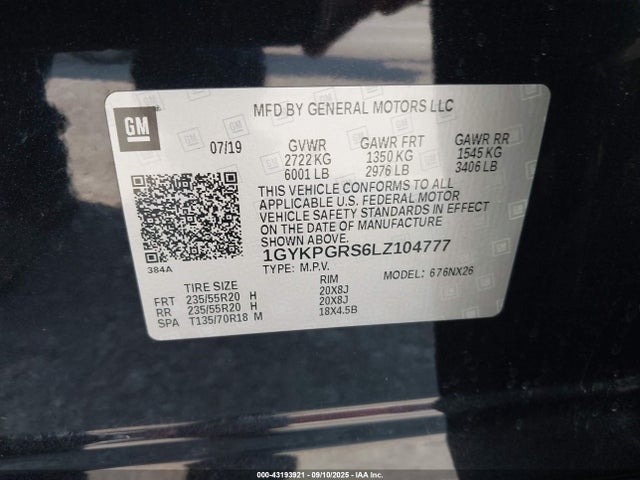 GM
MFD BY GENERAL MOTORS LLC
07/19 GVWR GAWR FRT GAWR RR
2722 KG 1350 KG 1545 KG
6001 LB 2976 LB 3406 LB
THIS VEHICLE CONFORMS TO ALL
APPLICABLE U.S. FEDERAL MOTOR
VEHICLE SAFETY STANDARDS IN EFFECT
ON THE DATE OF MANUFACTURE
SHOWN ABOVE.
1GYKPGRS6LZ104777
384A TYPE: M.P.V. MODEL: 676NX26
TIRE SIZE RIM
FRT 235/55R20 H 20X8J
RR 235/55R20 H 20X8J
SPA T135/70R18 M 18X4.5B
000-43193921 - 09/10/2025 - IAA Inc.